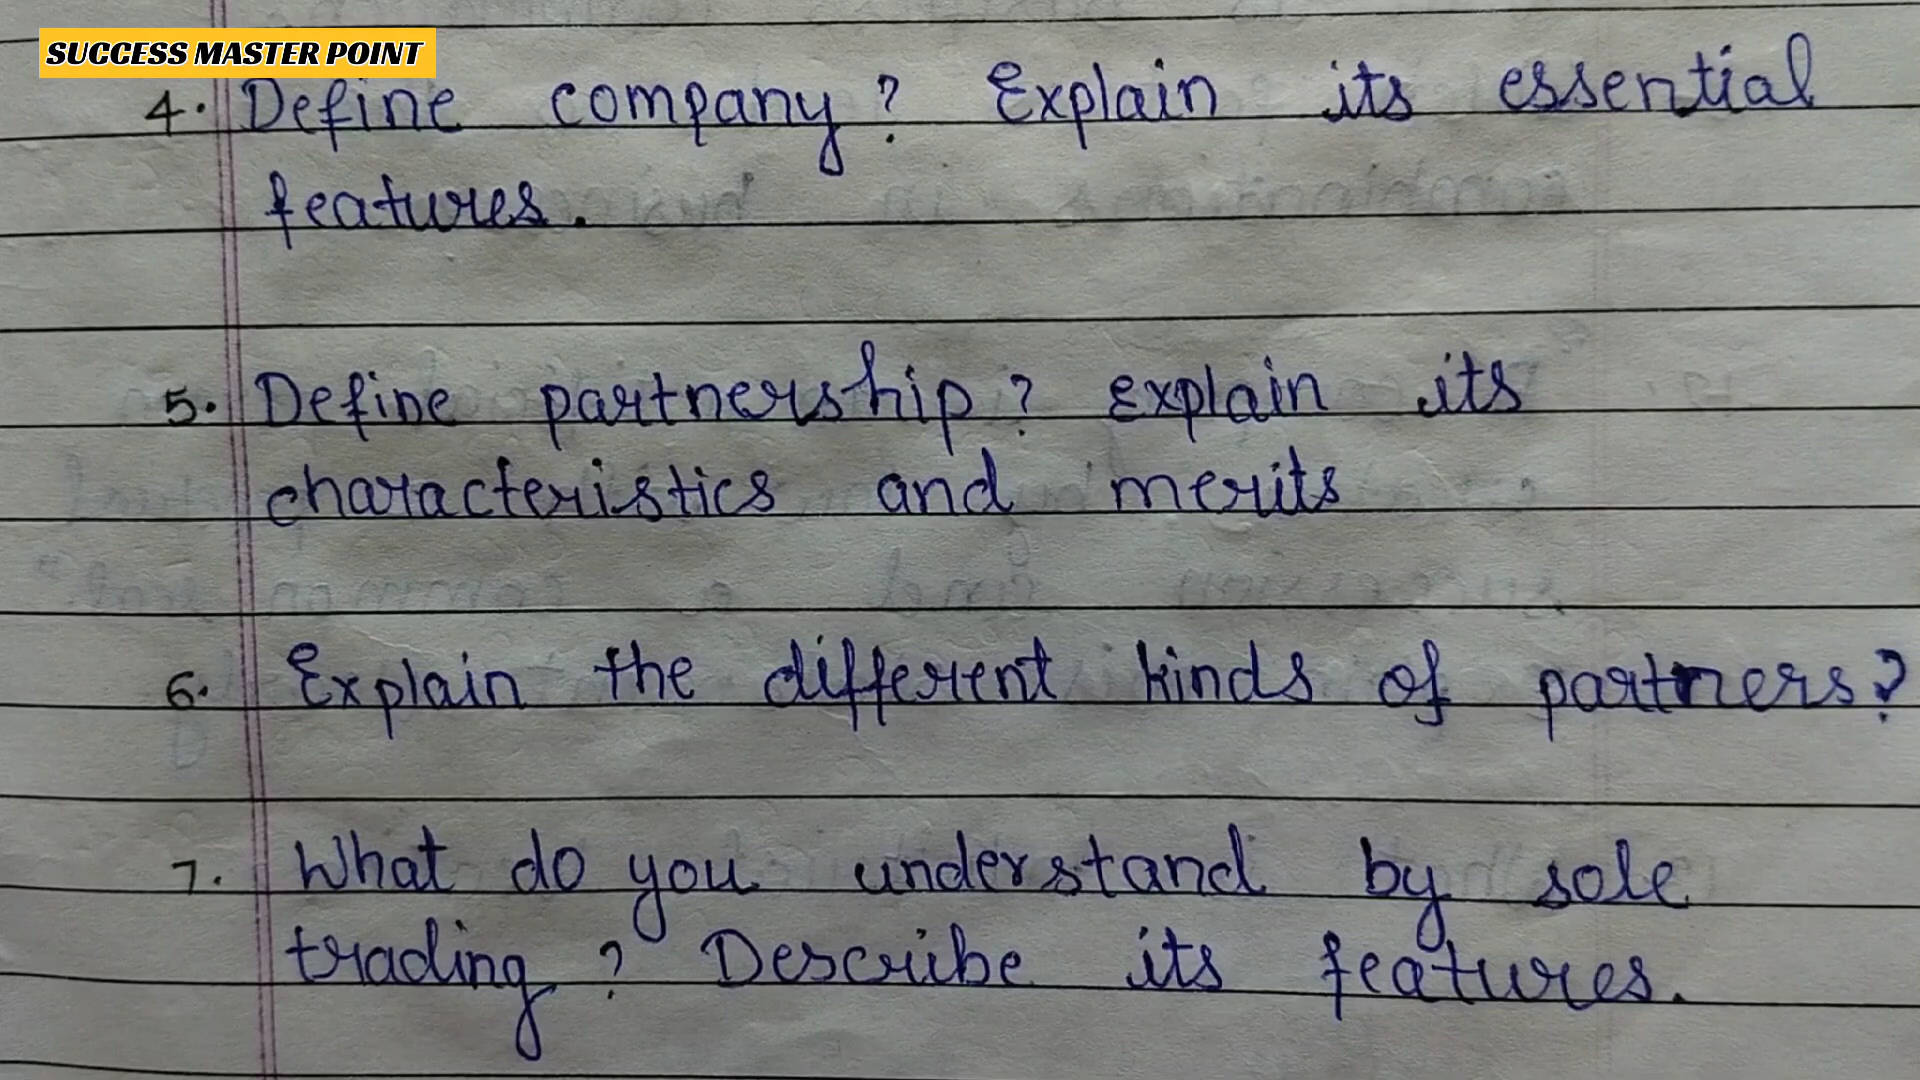 SUCCESS MASTER POINT
4. Define company? Explain its essential
features.
5. Define partnership? Explain its
characteristics and merits
6. Explain the different kinds of partners?
7. What do you understand by sole
trading? Describe its features.